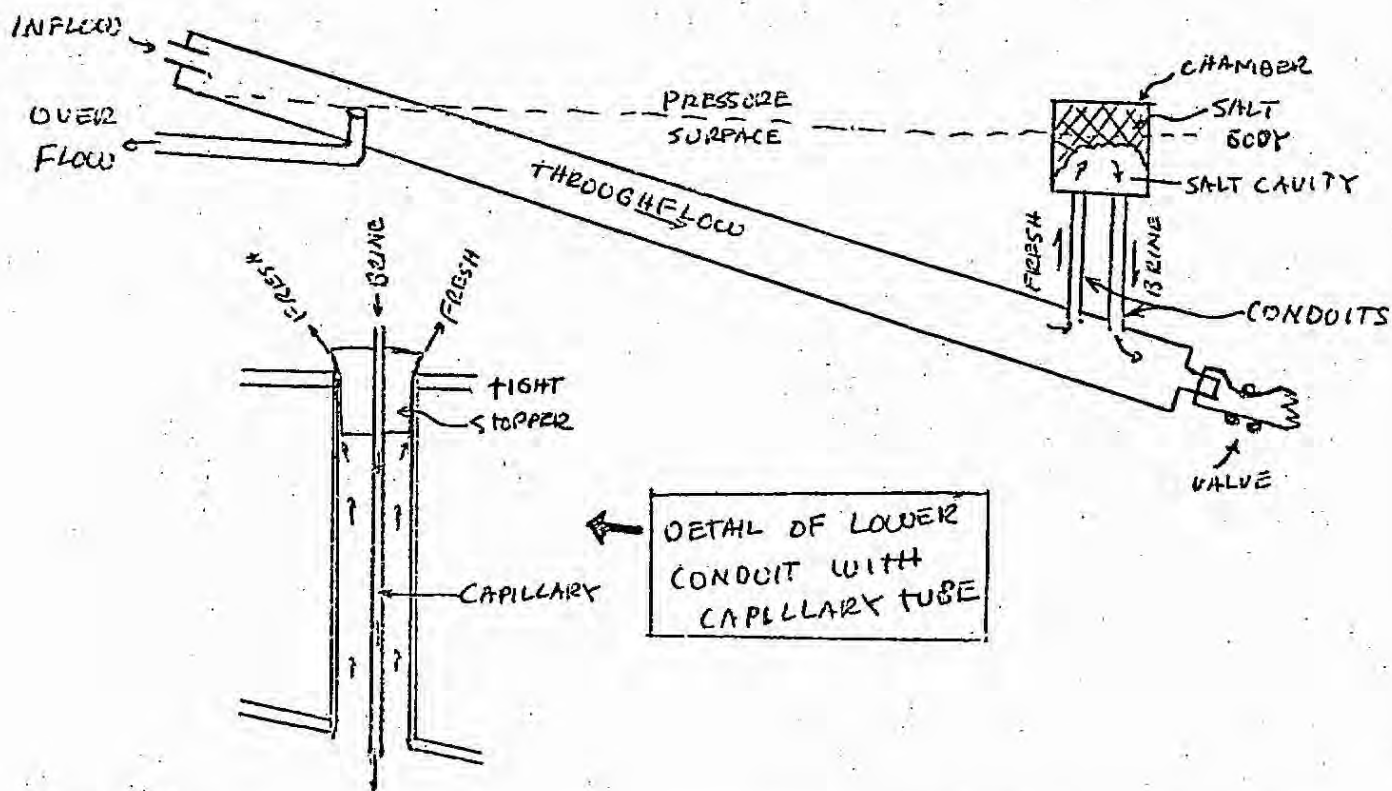 INFLOW
OVER
FLOW
PRESSURE
SURFACE
THROUGHFLOW
CHAMBER
SALT
BODY
SALT CAVITY
FRESH
BRINE
CONDUITS
VALVE
FRESH
BRINE
FRESH
TIGHT
STOPPER
CAPILLARY
DETAIL OF LOWER
CONDUIT WITH
CAPILLARY TUBE